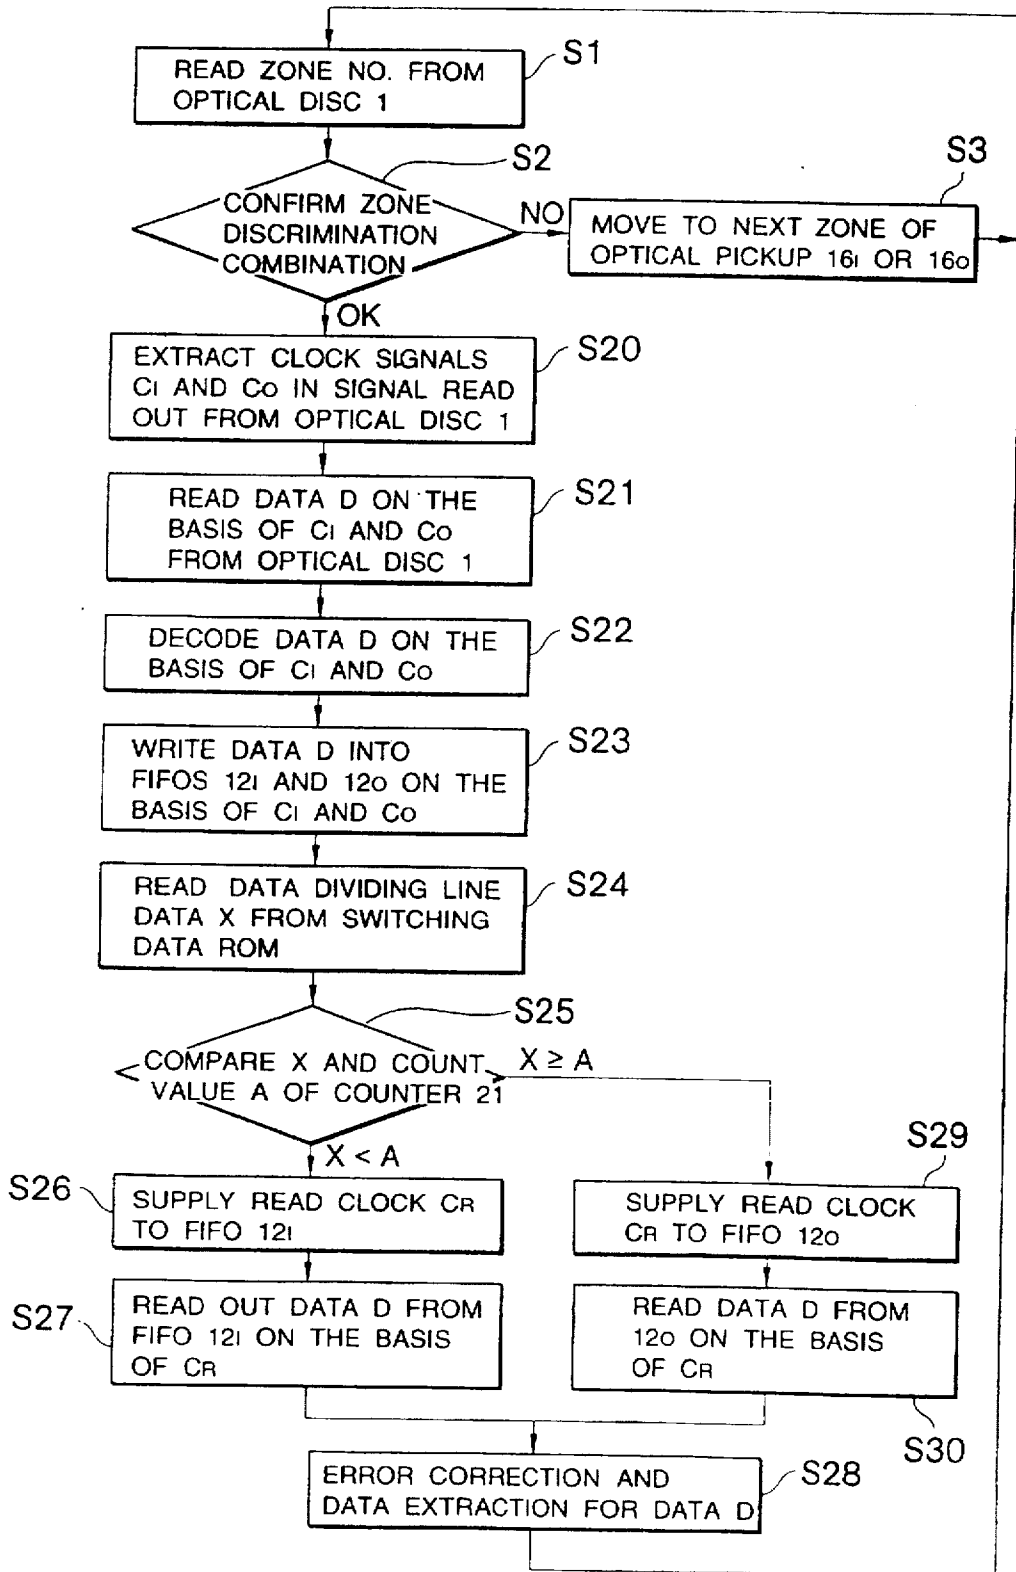 S1
READ ZONE NO. FROM
OPTICAL DISC 1
S2
CONFIRM ZONE
DISCRIMINATION
COMBINATION
NO
S3
MOVE TO NEXT ZONE OF
OPTICAL PICKUP 16I OR 16O
OK
S20
EXTRACT CLOCK SIGNALS
CI AND CO IN SIGNAL READ
OUT FROM OPTICAL DISC 1
S21
READ DATA D ON THE
BASIS OF CI AND CO
FROM OPTICAL DISC 1
S22
DECODE DATA D ON THE
BASIS OF CI AND CO
S23
WRITE DATA D INTO
FIFOS 12I AND 12O ON THE
BASIS OF CI AND CO
S24
READ DATA DIVIDING LINE
DATA X FROM SWITCHING
DATA ROM
S25
COMPARE X AND COUNT
VALUE A OF COUNTER 21
X ≥ A
X < A
S26
SUPPLY READ CLOCK CR
TO FIFO 12I
S29
SUPPLY READ CLOCK
CR TO FIFO 12O
S27
READ OUT DATA D FROM
FIFO 12I ON THE BASIS
OF CR
READ DATA D FROM
12O ON THE BASIS
OF CR
S30
S28
ERROR CORRECTION AND
DATA EXTRACTION FOR DATA D